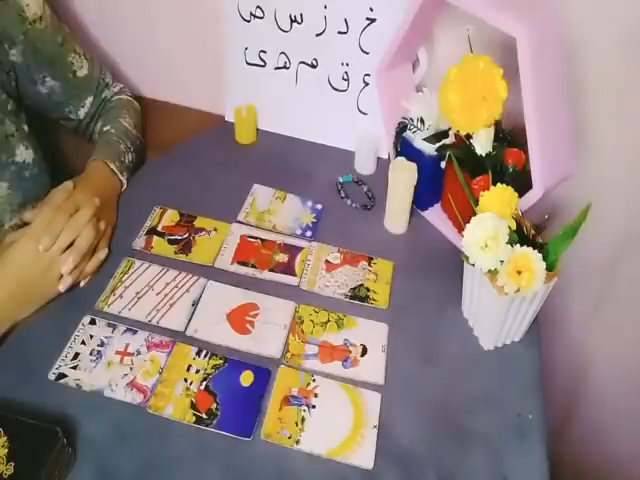 خ د ز س ص
ع ق م ه ی